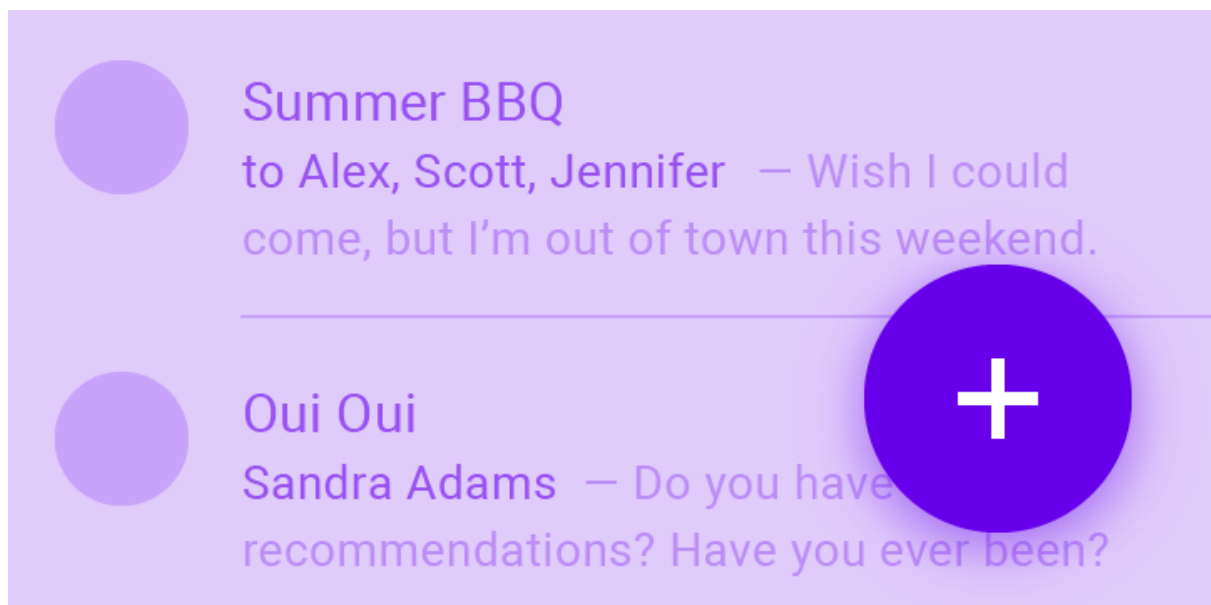 Summer BBQ
to Alex, Scott, Jennifer — Wish I could
come, but I’m out of town this weekend.
Oui Oui
Sandra Adams — Do you have
recommendations? Have you ever been?